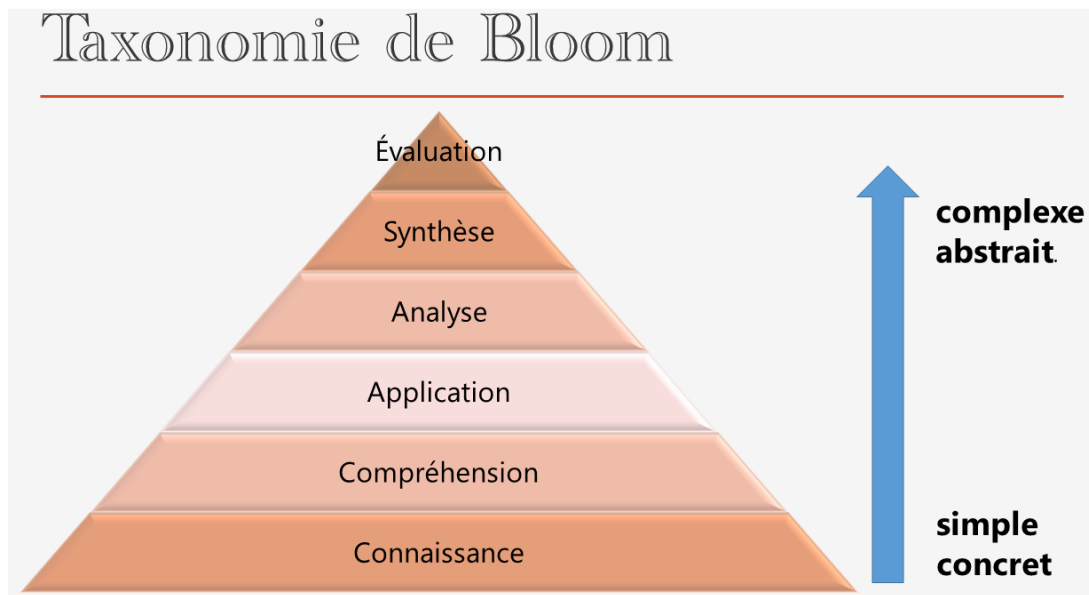 Taxonomie de Bloom
Évaluation
Synthèse
Analyse
Application
Compréhension
Connaissance
complexe
abstrait.
simple
concret